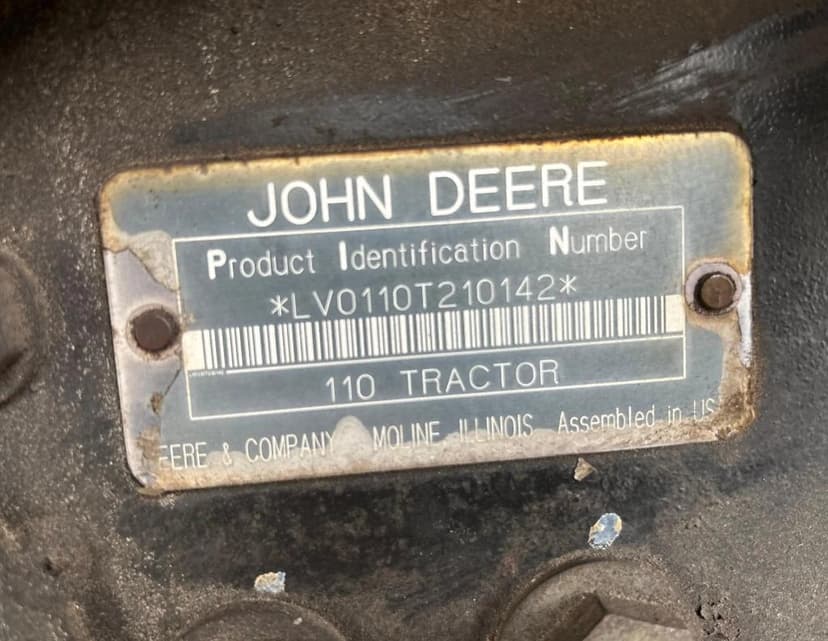 JOHN DEERE
Product Identification Number
*LV0110T210142*
110 TRACTOR
EERE & COMPANY MOLINE ILLINOIS Assembled in US